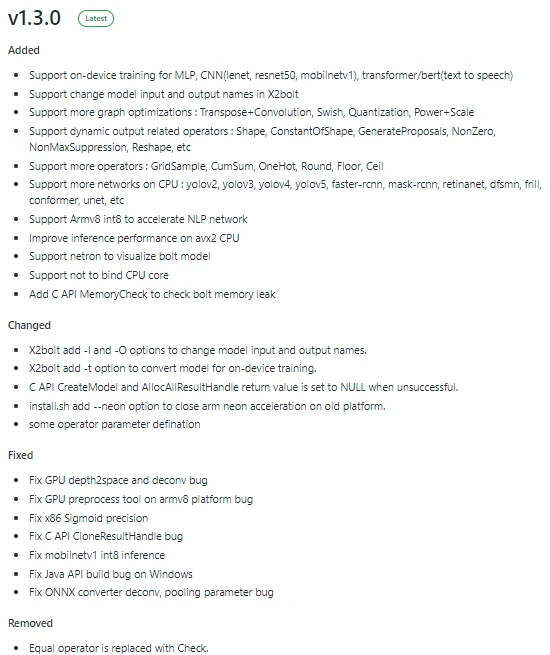 v1.3.0 Latest
Added
Support on-device training for MLP, CNN(lenet, resnet50, mobilnetv1), transformer/bert(text to speech)
Support change model input and output names in X2bolt
Support more graph optimizations : Transpose+Convolution, Swish, Quantization, Power+Scale
Support dynamic output related operators : Shape, ConstantOfShape, GenerateProposals, NonZero,
NonMaxSuppression, Reshape, etc
Support more operators : GridSample, CumSum, OneHot, Round, Floor, Ceil
Support more networks on CPU : yolov2, yolov3, yolov4, yolov5, faster-rcnn, mask-rcnn, retinanet, dfsmn, frill,
conformer, unet, etc
Support Armv8 int8 to accelerate NLP network
Improve inference performance on avx2 CPU
Support netron to visualize bolt model
Support not to bind CPU core
Add C API MemoryCheck to check bolt memory leak
Changed
X2bolt add -I and -O options to change model input and output names.
X2bolt add -t option to convert model for on-device training.
C API CreateModel and AllocAllResultHandle return value is set to NULL when unsuccessful.
install.sh add --neon option to close arm neon acceleration on old platform.
some operator parameter defination
Fixed
Fix GPU depth2space and deconv bug
Fix GPU preprocess tool on armv8 platform bug
Fix x86 Sigmoid precision
Fix C API CloneResultHandle bug
Fix mobilnetv1 int8 inference
Fix Java API build bug on Windows
Fix ONNX converter deconv, pooling parameter bug
Removed
Equal operator is replaced with Check.